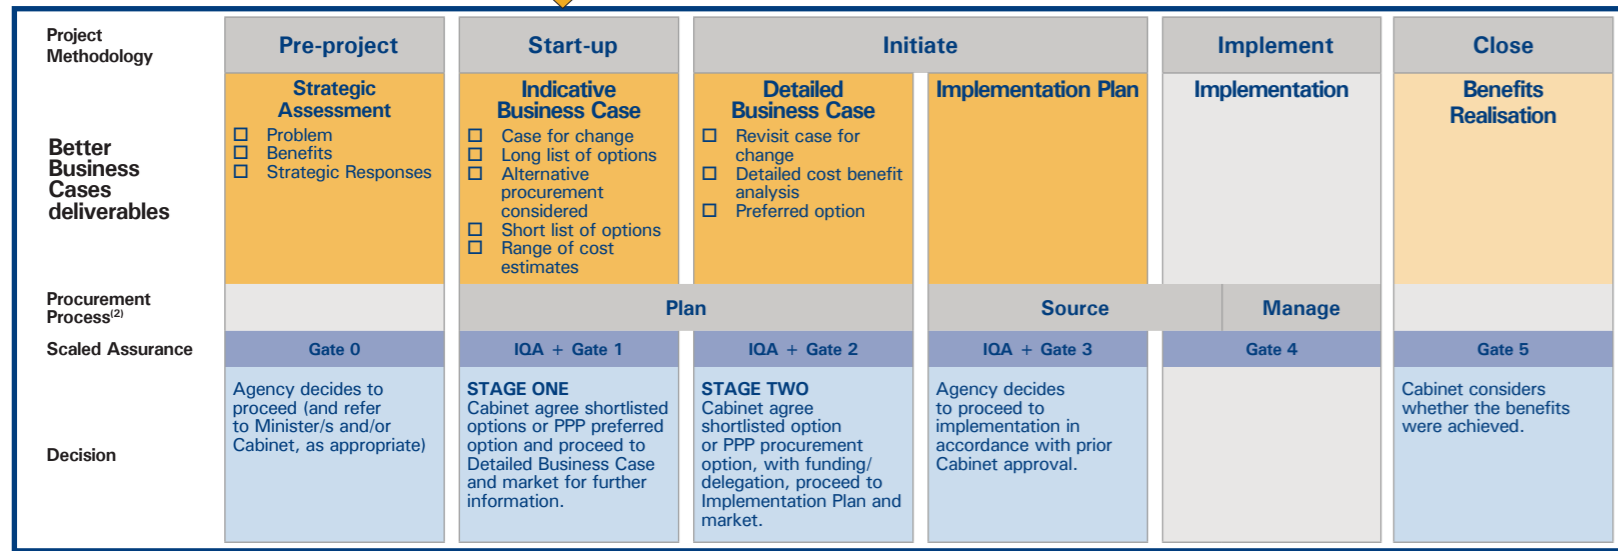 Project
Methodology
Pre-project
Start-up
Initiate
Implement
Close
Better
Business
Cases
deliverables
Strategic
Assessment
Problem
Benefits
Strategic Responses
Indicative
Business Case
Case for change
Long list of options
Alternative
procurement
considered
Short list of options
Range of cost
estimates
Detailed
Business Case
Revisit case for
change
Detailed cost benefit
analysis
Preferred option
Implementation Plan
Implementation
Benefits
Realisation
Procurement
Process(2)
Plan
Source
Manage
Scaled Assurance
Gate 0
IQA + Gate 1
IQA + Gate 2
IQA + Gate 3
Gate 4
Gate 5
Decision
Agency decides to
proceed (and refer
to Minister/s and/or
Cabinet, as appropriate)
STAGE ONE
Cabinet agree shortlisted
options or PPP preferred
option and proceed to
Detailed Business Case
and market for further
information.
STAGE TWO
Cabinet agree
shortlisted option
or PPP procurement
option, with funding/
delegation, proceed to
Implementation Plan and
market.
Agency decides
to proceed to
implementation in
accordance with prior
Cabinet approval.
Cabinet considers
whether the benefits
were achieved.